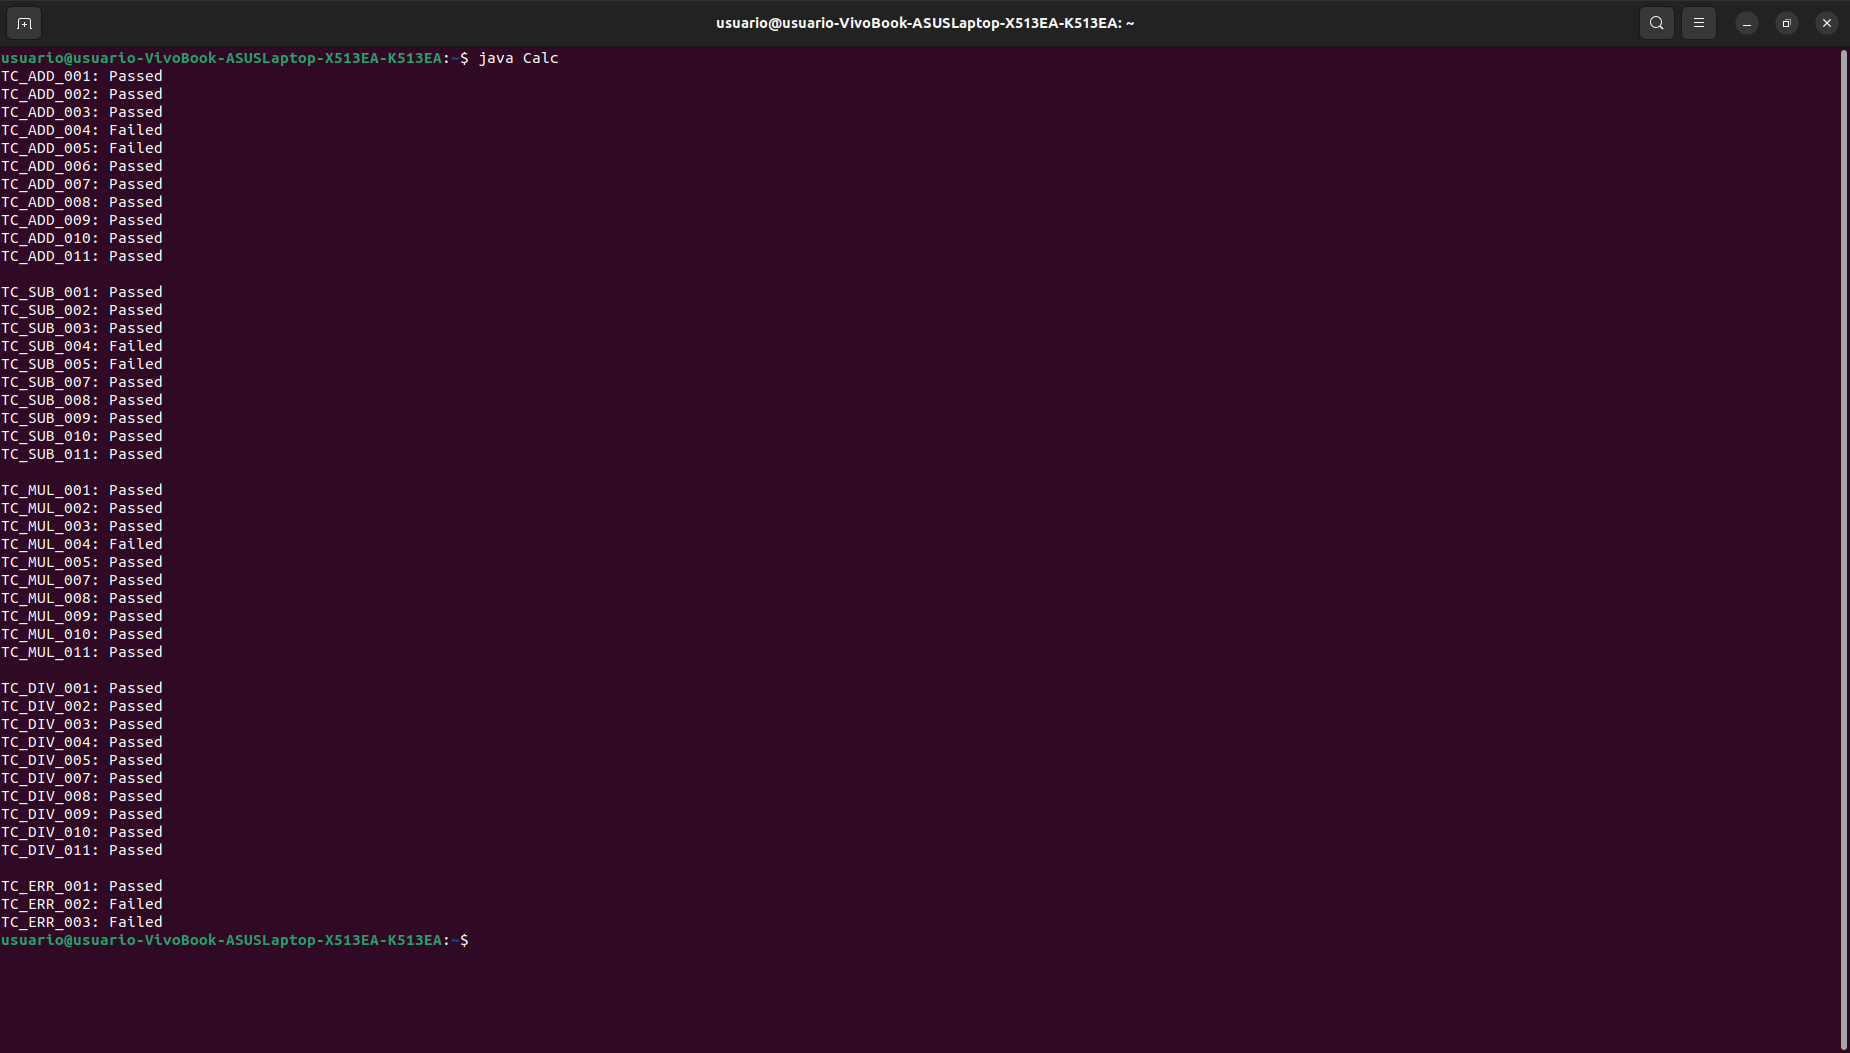 usuario@usuario-VivoBook-ASUSLaptop-X513EA-K513EA: ~
usuario@usuario-VivoBook-ASUSLaptop-X513EA-K513EA:~$ java Calc
TC_ADD_001: Passed
TC_ADD_002: Passed
TC_ADD_003: Passed
TC_ADD_004: Failed
TC_ADD_005: Failed
TC_ADD_006: Passed
TC_ADD_007: Passed
TC_ADD_008: Passed
TC_ADD_009: Passed
TC_ADD_010: Passed
TC_ADD_011: Passed
TC_SUB_001: Passed
TC_SUB_002: Passed
TC_SUB_003: Passed
TC_SUB_004: Failed
TC_SUB_005: Failed
TC_SUB_007: Passed
TC_SUB_008: Passed
TC_SUB_009: Passed
TC_SUB_010: Passed
TC_SUB_011: Passed
TC_MUL_001: Passed
TC_MUL_002: Passed
TC_MUL_003: Passed
TC_MUL_004: Failed
TC_MUL_005: Passed
TC_MUL_007: Passed
TC_MUL_008: Passed
TC_MUL_009: Passed
TC_MUL_010: Passed
TC_MUL_011: Passed
TC_DIV_001: Passed
TC_DIV_002: Passed
TC_DIV_003: Passed
TC_DIV_004: Passed
TC_DIV_005: Passed
TC_DIV_007: Passed
TC_DIV_008: Passed
TC_DIV_009: Passed
TC_DIV_010: Passed
TC_DIV_011: Passed
TC_ERR_001: Passed
TC_ERR_002: Failed
TC_ERR_003: Failed
usuario@usuario-VivoBook-ASUSLaptop-X513EA-K513EA:~$